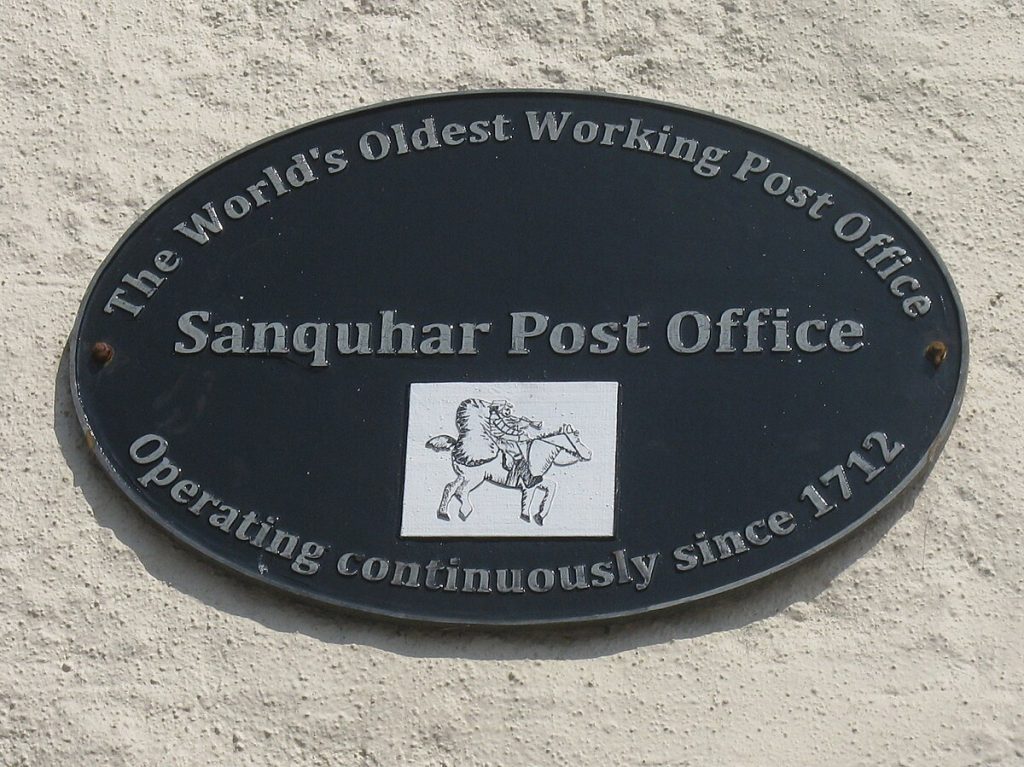 The World's Oldest Working Post Office
Sanquhar Post Office
Operating continuously since 1712